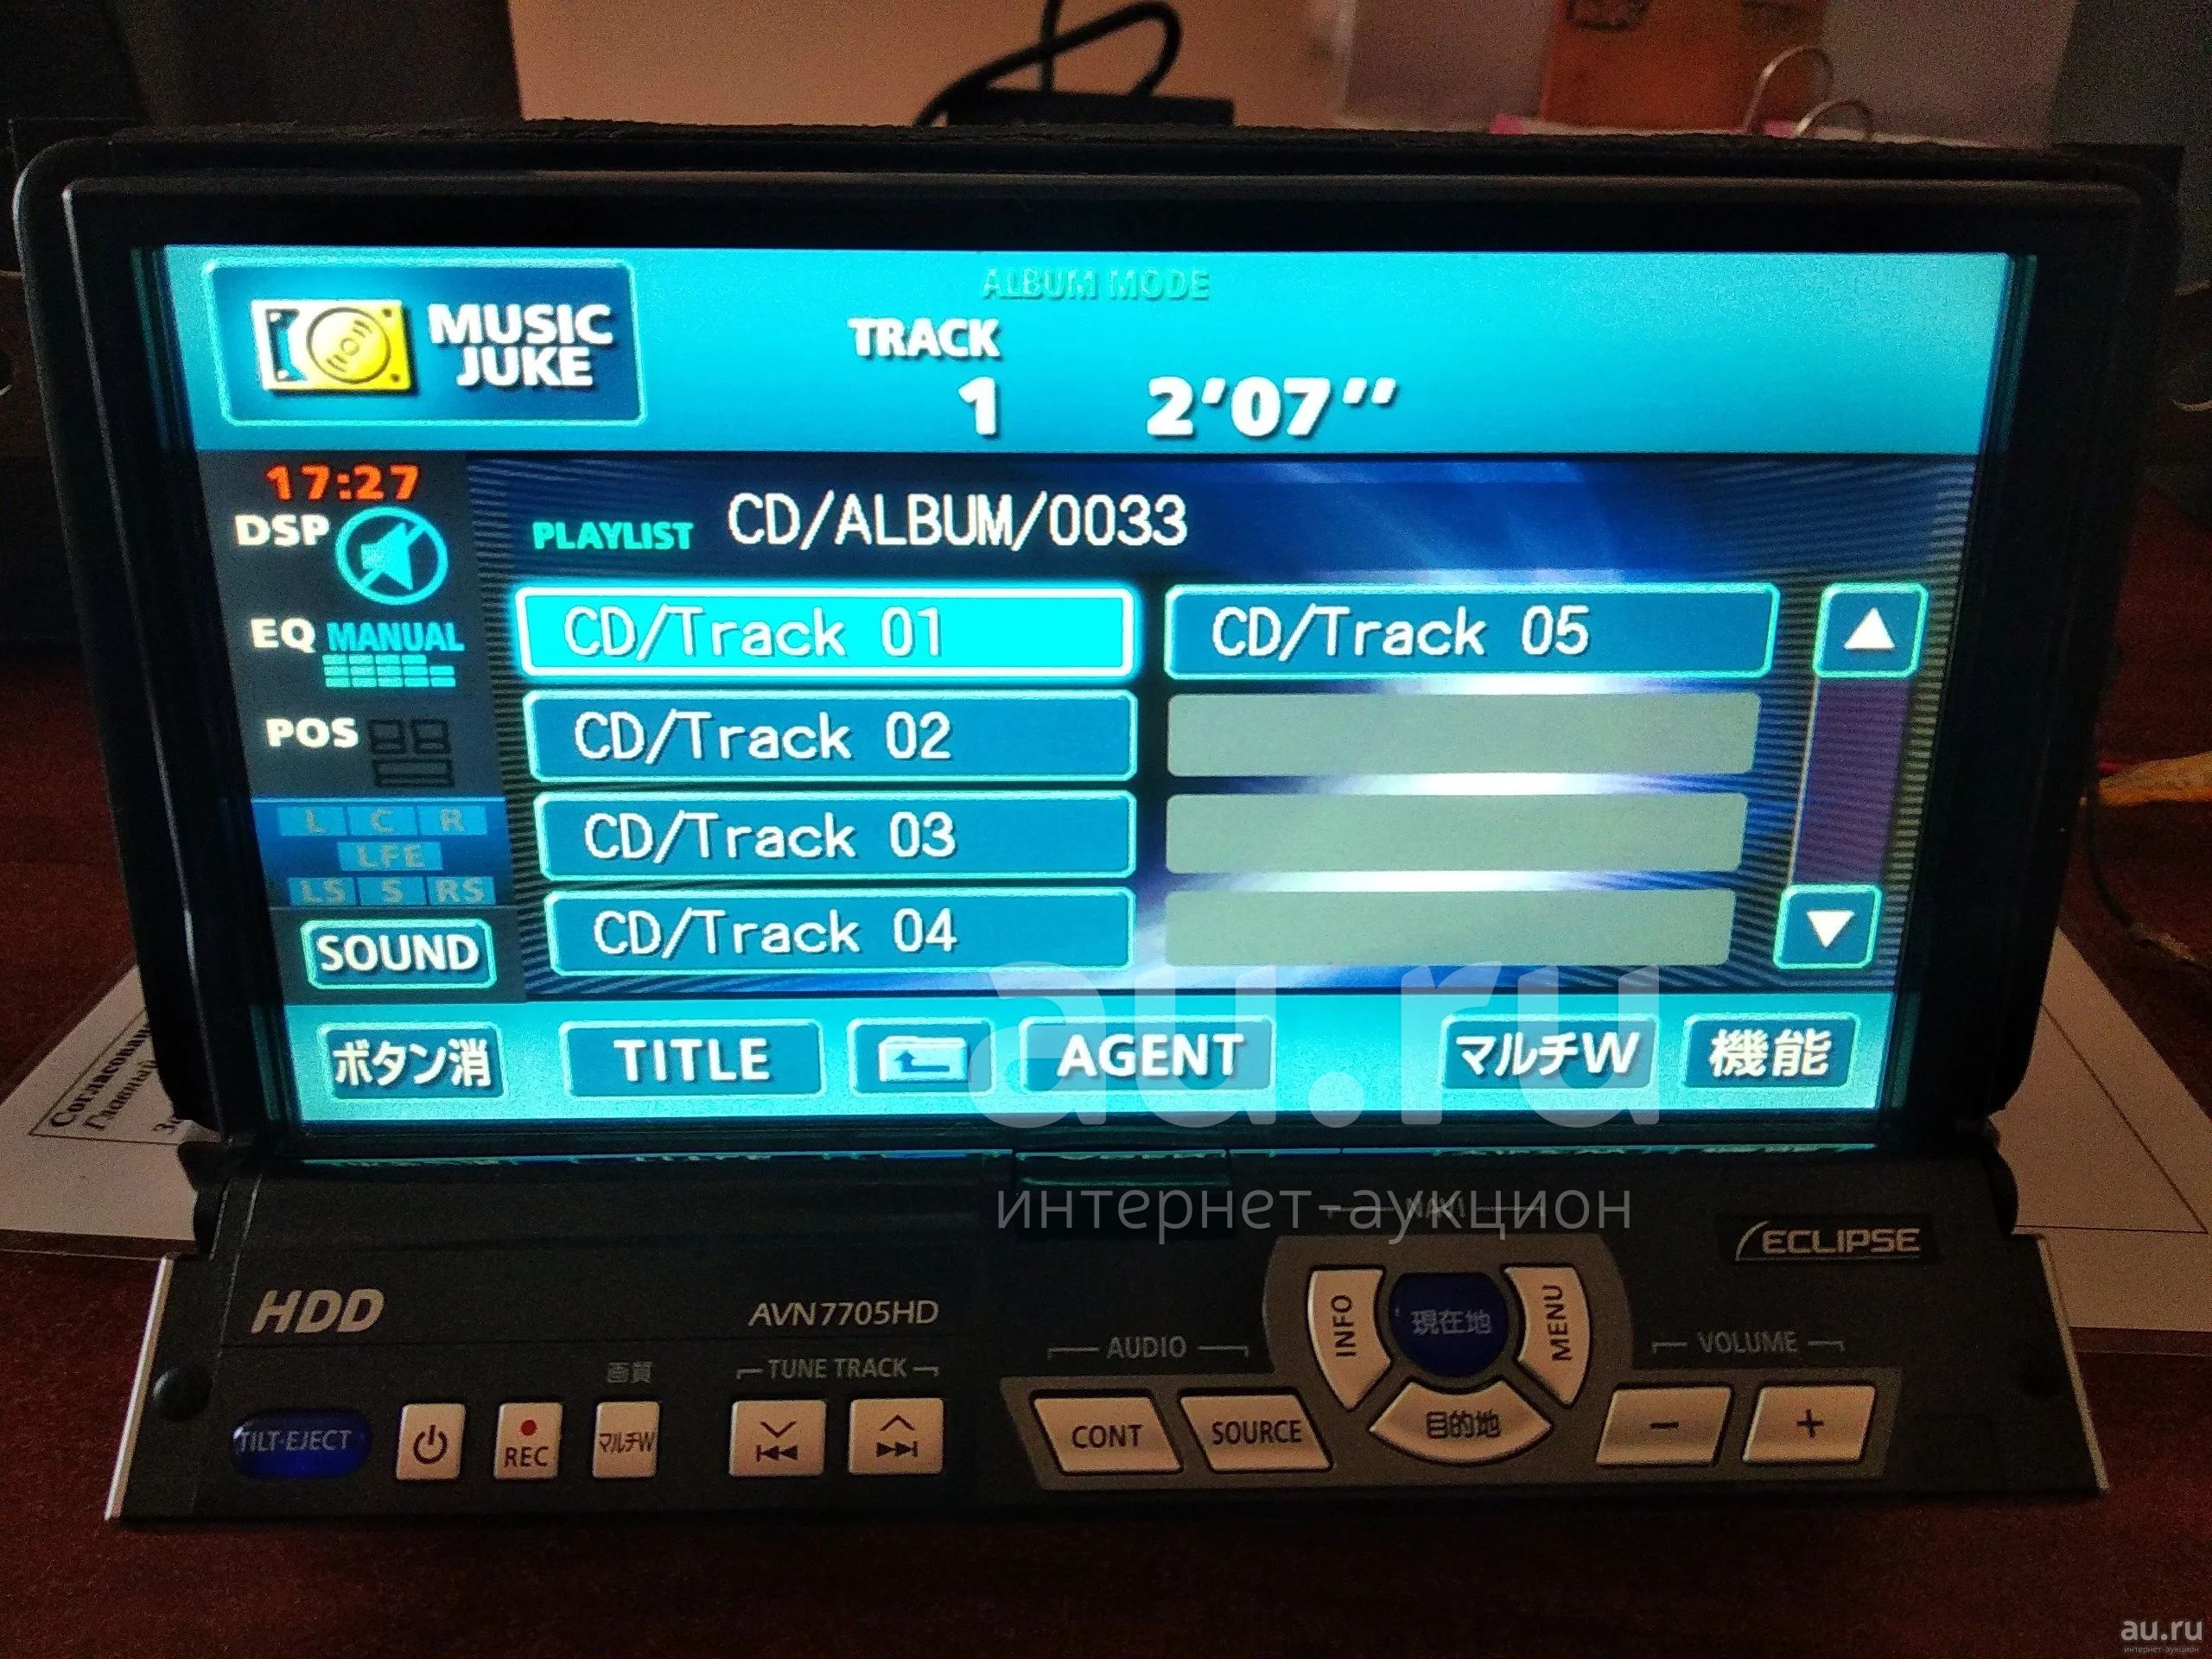 ALBUM MODE
MUSIC
JUKE
TRACK
1 2'07"
17:27
DSP
PLAYLIST CD/ALBUM/0033
EQ MANUAL
POS
L C R
LFE
LS S RS
SOUND
CD/Track 01
CD/Track 02
CD/Track 03
CD/Track 04
CD/Track 05
ボタン消 TITLE AGENT マルチW 機能
au.ru
интернет-аукцион
NAVI
ECLIPSE
HDD
AVN7705HD
画質
TUNE TRACK
AUDIO
INFO
現在地
MENU
VOLUME
TILT·EJECT
REC
マルチW
CONT
SOURCE
目的地
− +
au.ru
интернет-аукцион